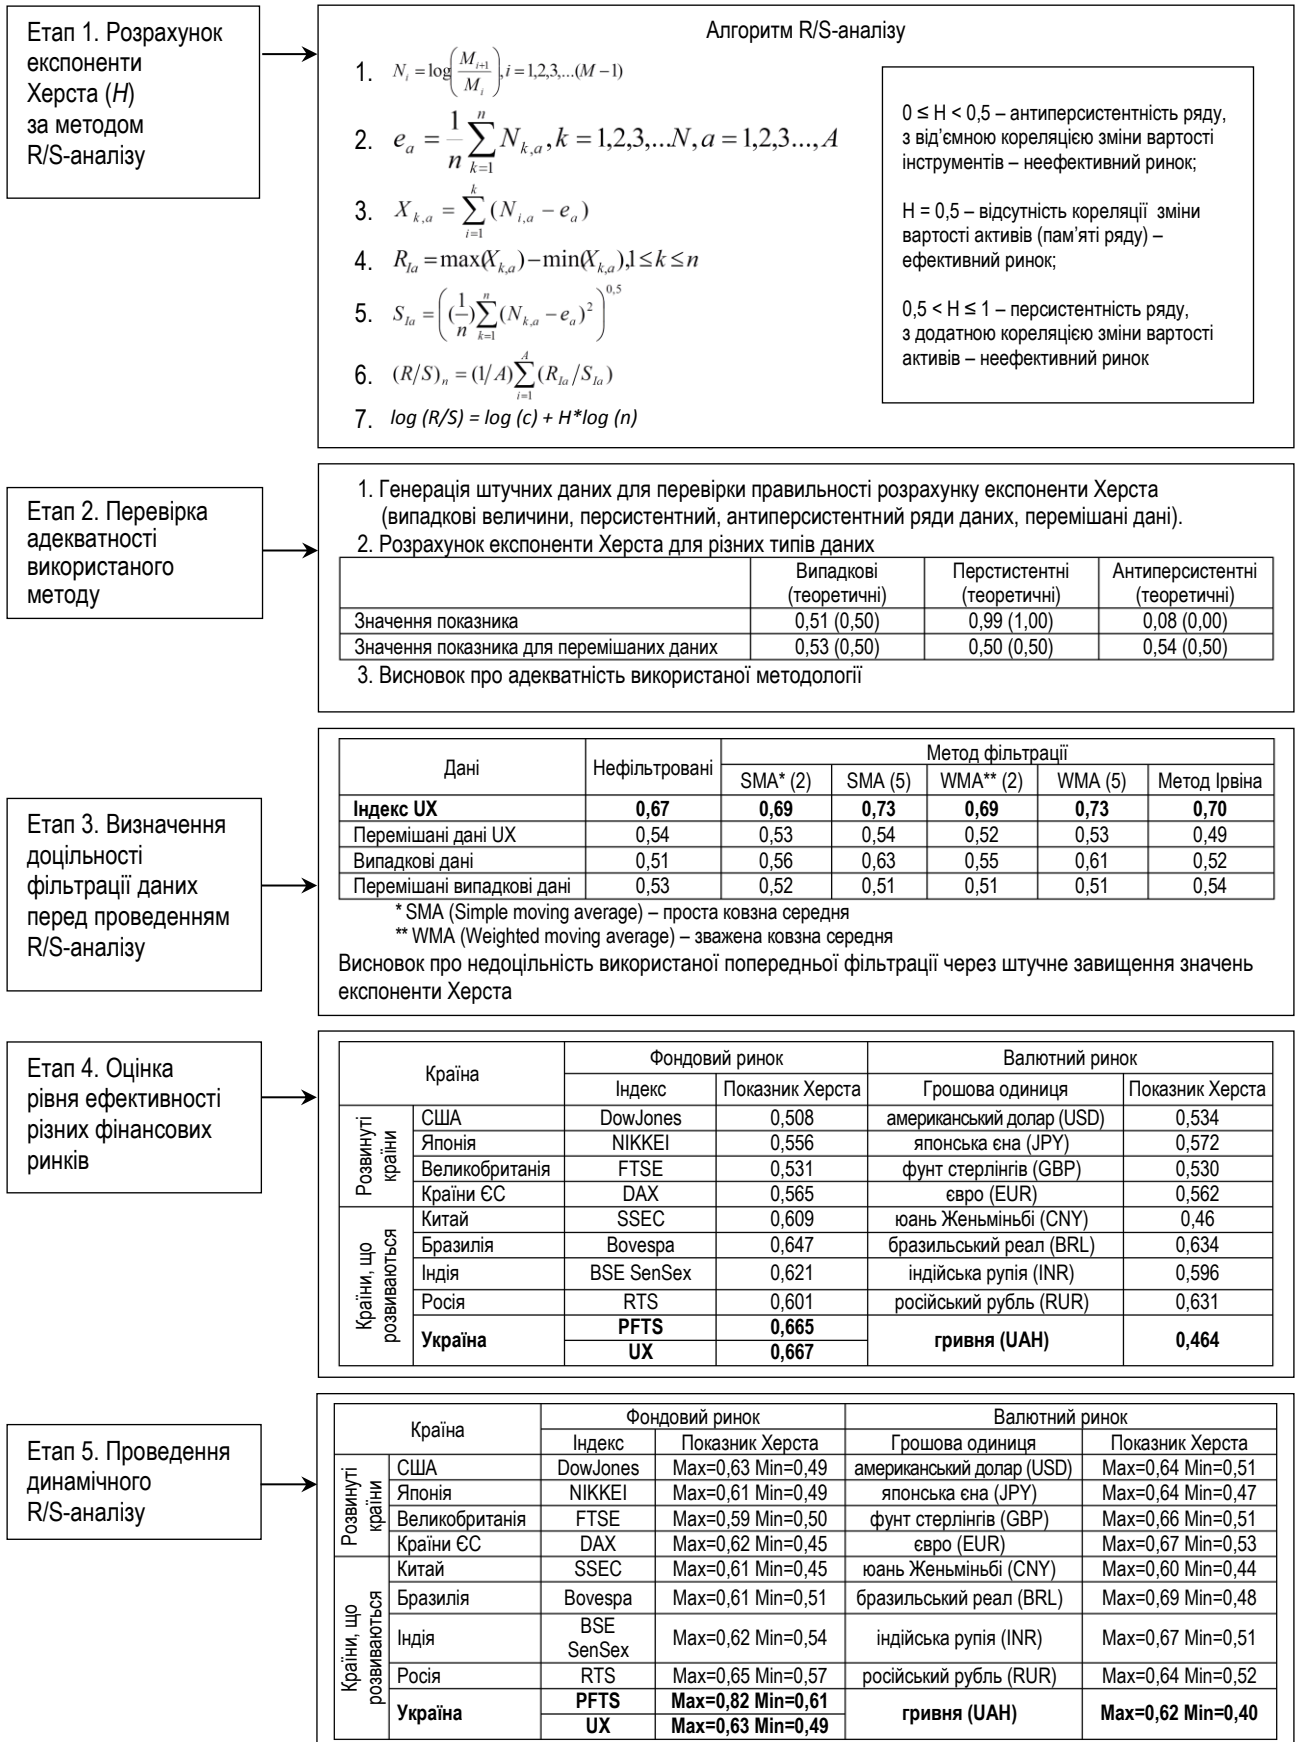 Етап 1. Розрахунок
експоненти
Херста (H)
за методом
R/S-аналізу
Алгоритм R/S-аналізу
1. N_i = log(M_{i+1}/M_i), i = 1,2,3,...(M − 1)
2. e_a = 1/n ∑_{k=1}^{n} N_{k,a}, k = 1,2,3,...N, a = 1,2,3..., A
3. X_{k,a} = ∑_{i=1}^{k} (N_{i,a} − e_a)
4. R_{Ia} = max(X_{k,a}) − min(X_{k,a}), 1 ≤ k ≤ n
5. S_{Ia} = ((1/n) ∑_{k=1}^{n} (N_{k,a} − e_a)^2)^{0,5}
6. (R/S)_n = (1/A) ∑_{i=1}^{A} (R_{Ia}/S_{Ia})
7. log (R/S) = log (c) + H*log (n)
0 ≤ H < 0,5 – антиперсистентність ряду,
з від’ємною кореляцією зміни вартості
інструментів – неефективний ринок;
H = 0,5 – відсутність кореляції зміни
вартості активів (пам’яті ряду) –
ефективний ринок;
0,5 < H ≤ 1 – персистентність ряду,
з додатною кореляцією зміни вартості
активів – неефективний ринок
Етап 2. Перевірка
адекватності
використаного
методу
1. Генерація штучних даних для перевірки правильності розрахунку експоненти Херста
(випадкові величини, персистентний, антиперсистентний ряди даних, перемішані дані).
2. Розрахунок експоненти Херста для різних типів даних
Випадкові (теоретичні) Перстистентні (теоретичні) Антиперсистентні (теоретичні)
Значення показника 0,51 (0,50) 0,99 (1,00) 0,08 (0,00)
Значення показника для перемішаних даних 0,53 (0,50) 0,50 (0,50) 0,54 (0,50)
3. Висновок про адекватність використаної методології
Етап 3. Визначення
доцільності
фільтрації даних
перед проведенням
R/S-аналізу
Дані Нефільтровані Метод фільтрації
SMA* (2) SMA (5) WMA** (2) WMA (5) Метод Ірвіна
Індекс UX 0,67 0,69 0,73 0,69 0,73 0,70
Перемішані дані UX 0,54 0,53 0,54 0,52 0,53 0,49
Випадкові дані 0,51 0,56 0,63 0,55 0,61 0,52
Перемішані випадкові дані 0,53 0,52 0,51 0,51 0,51 0,54
* SMA (Simple moving average) – проста ковзна середня
** WMA (Weighted moving average) – зважена ковзна середня
Висновок про недоцільність використаної попередньої фільтрації через штучне завищення значень
експоненти Херста
Етап 4. Оцінка
рівня ефективності
різних фінансових
ринків
Країна Фондовий ринок Валютний ринок
Індекс Показник Херста Грошова одиниця Показник Херста
Розвинуті країни
США DowJones 0,508 американський долар (USD) 0,534
Японія NIKKEI 0,556 японська єна (JPY) 0,572
Великобританія FTSE 0,531 фунт стерлінгів (GBP) 0,530
Країни ЄС DAX 0,565 євро (EUR) 0,562
Країни, що розвиваються
Китай SSEC 0,609 юань Женьміньбі (CNY) 0,46
Бразилія Bovespa 0,647 бразильський реал (BRL) 0,634
Індія BSE SenSex 0,621 індійська рупія (INR) 0,596
Росія RTS 0,601 російський рубль (RUR) 0,631
Україна PFTS 0,665 гривня (UAH) 0,464
UX 0,667
Етап 5. Проведення
динамічного
R/S-аналізу
Країна Фондовий ринок Валютний ринок
Індекс Показник Херста Грошова одиниця Показник Херста
Розвинуті країни
США DowJones Max=0,63 Min=0,49 американський долар (USD) Max=0,64 Min=0,51
Японія NIKKEI Max=0,61 Min=0,49 японська єна (JPY) Max=0,64 Min=0,47
Великобританія FTSE Max=0,59 Min=0,50 фунт стерлінгів (GBP) Max=0,66 Min=0,51
Країни ЄС DAX Max=0,62 Min=0,45 євро (EUR) Max=0,67 Min=0,53
Країни, що розвиваються
Китай SSEC Max=0,61 Min=0,45 юань Женьміньбі (CNY) Max=0,60 Min=0,44
Бразилія Bovespa Max=0,61 Min=0,51 бразильський реал (BRL) Max=0,69 Min=0,48
Індія BSE SenSex Max=0,62 Min=0,54 індійська рупія (INR) Max=0,67 Min=0,51
Росія RTS Max=0,65 Min=0,57 російський рубль (RUR) Max=0,64 Min=0,52
Україна PFTS Max=0,82 Min=0,61 гривня (UAH) Max=0,62 Min=0,40
UX Max=0,63 Min=0,49